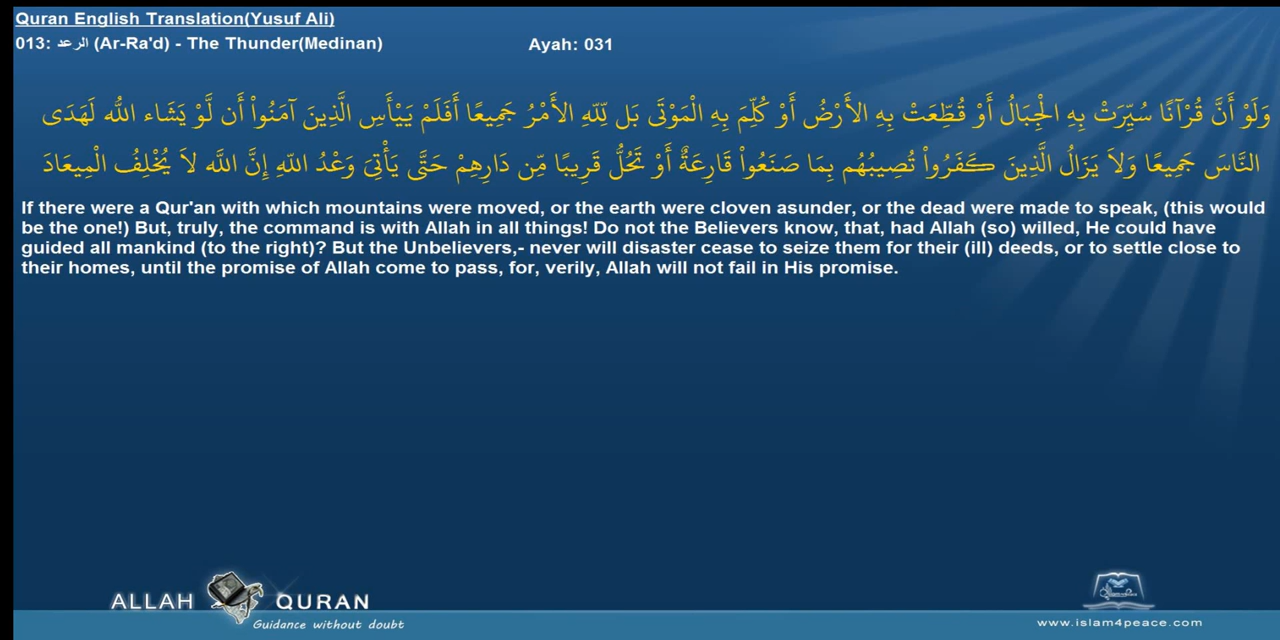 Quran English Translation(Yusuf Ali)
013: الرعد (Ar-Ra'd) - The Thunder(Medinan) Ayah: 031
وَلَوْ أَنَّ قُرْآنًا سُيِّرَتْ بِهِ الْجِبَالُ أَوْ قُطِّعَتْ بِهِ الأَرْضُ أَوْ كُلِّمَ بِهِ الْمَوْتَى بَل لِّلّهِ الأَمْرُ جَمِيعًا أَفَلَمْ يَيْأَسِ الَّذِينَ آمَنُواْ أَن لَّوْ يَشَاء اللّهُ لَهَدَى
النَّاسَ جَمِيعًا وَلاَ يَزَالُ الَّذِينَ كَفَرُواْ تُصِيبُهُم بِمَا صَنَعُواْ قَارِعَةٌ أَوْ تَحُلُّ قَرِيبًا مِّن دَارِهِمْ حَتَّى يَأْتِيَ وَعْدُ اللّهِ إِنَّ اللّهَ لاَ يُخْلِفُ الْمِيعَادَ
If there were a Qur'an with which mountains were moved, or the earth were cloven asunder, or the dead were made to speak, (this would
be the one!) But, truly, the command is with Allah in all things! Do not the Believers know, that, had Allah (so) willed, He could have
guided all mankind (to the right)? But the Unbelievers,- never will disaster cease to seize them for their (ill) deeds, or to settle close to
their homes, until the promise of Allah come to pass, for, verily, Allah will not fail in His promise.
ALLAH QURAN
Guidance without doubt
www.islam4peace.com